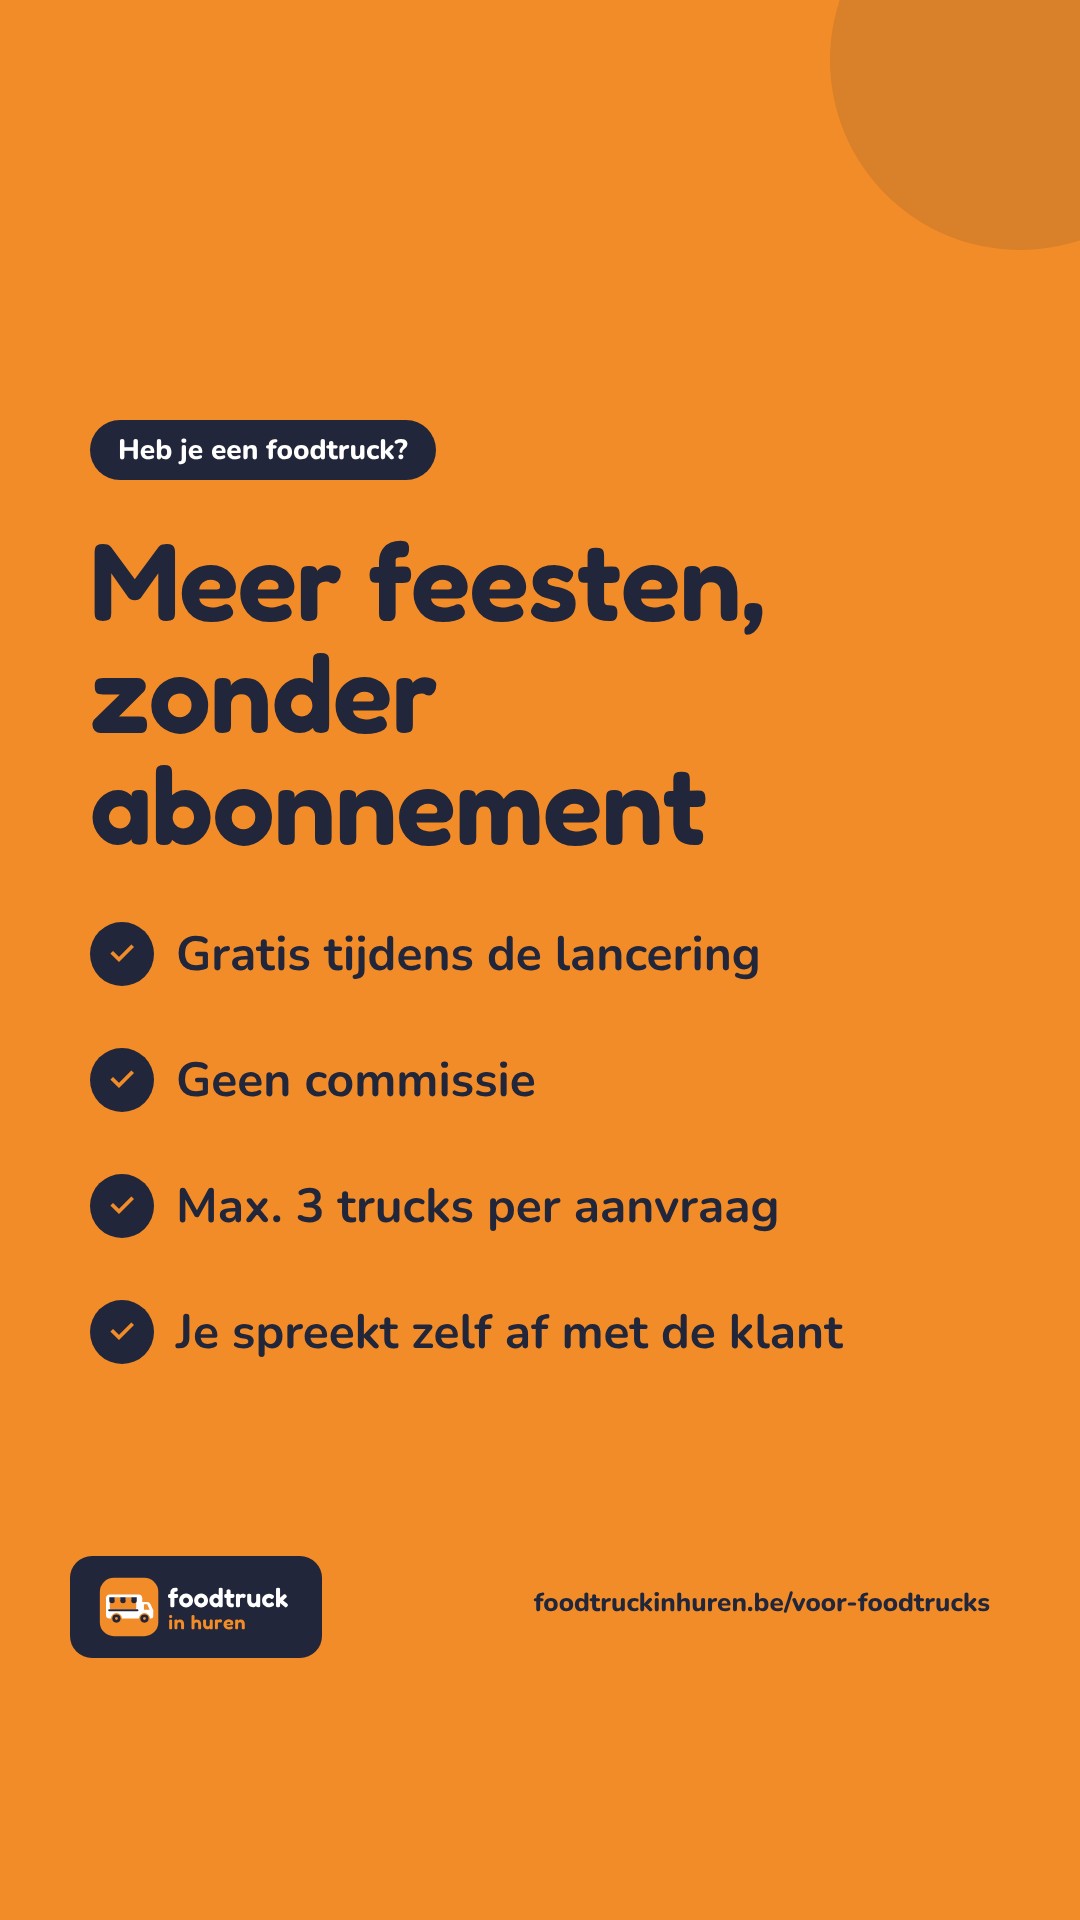 Heb je een foodtruck?
Meer feesten,
zonder
abonnement
Gratis tijdens de lancering
Geen commissie
Max. 3 trucks per aanvraag
Je spreekt zelf af met de klant
foodtruck
in huren
foodtruckinhuren.be/voor-foodtrucks